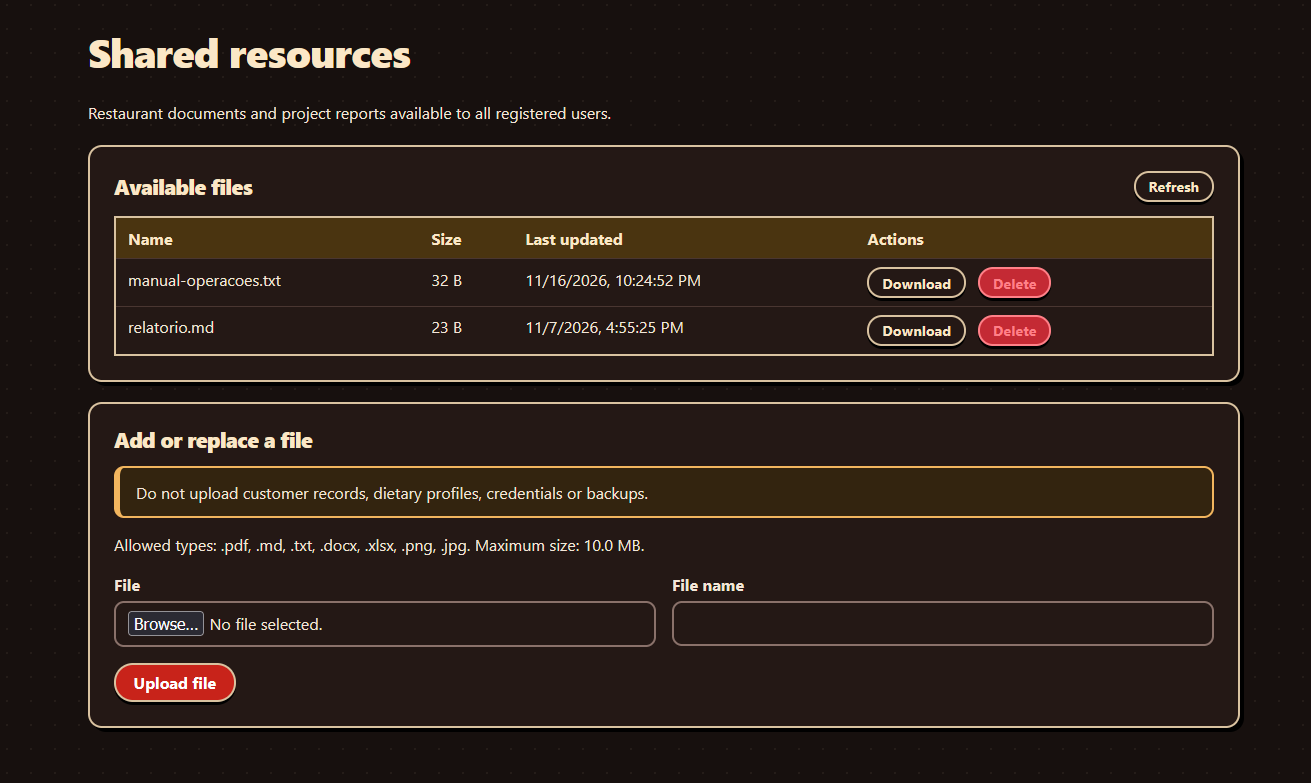 Shared resources
Restaurant documents and project reports available to all registered users.
Available files
Refresh
Name Size Last updated Actions
manual-operacoes.txt 32 B 11/16/2026, 10:24:52 PM Download Delete
relatorio.md 23 B 11/7/2026, 4:55:25 PM Download Delete
Add or replace a file
Do not upload customer records, dietary profiles, credentials or backups.
Allowed types: .pdf, .md, .txt, .docx, .xlsx, .png, .jpg. Maximum size: 10.0 MB.
File File name
Browse... No file selected.
Upload file